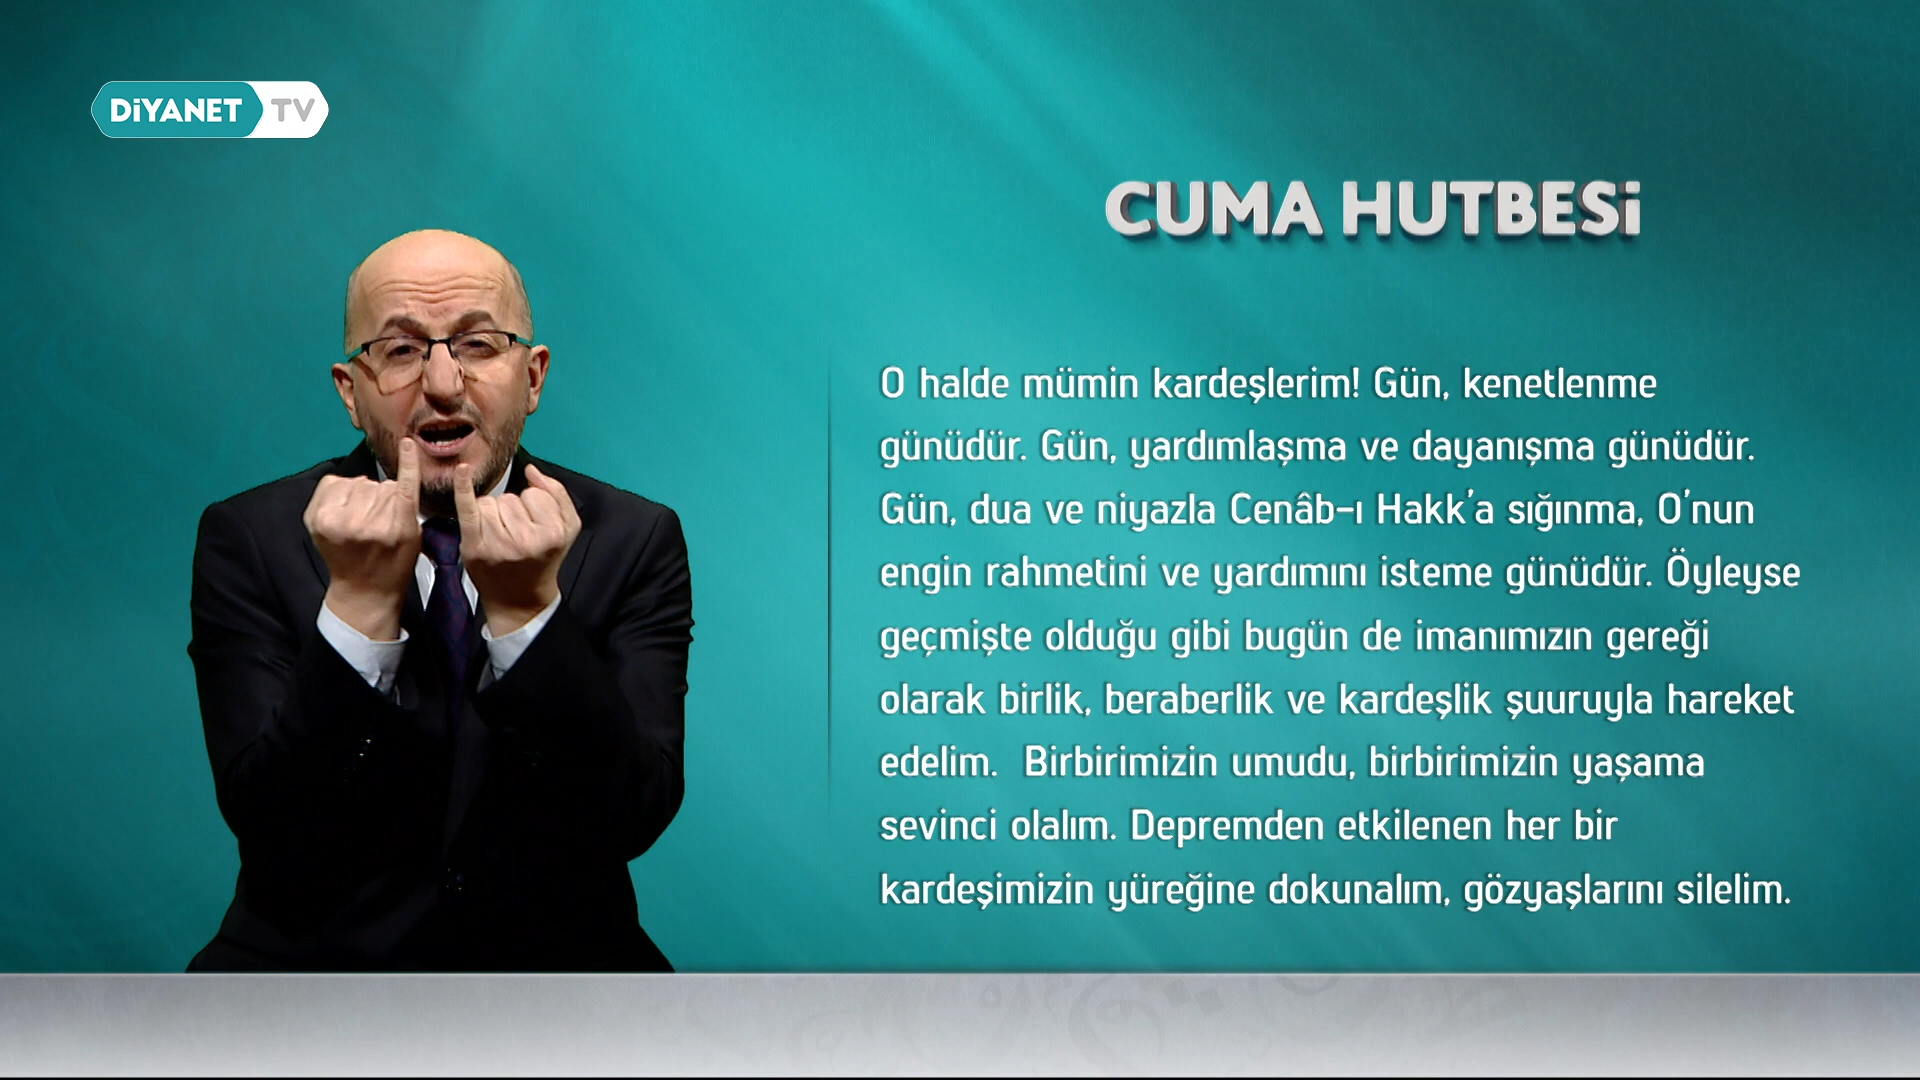 DİYANET TV
CUMA HUTBESİ
O halde mümin kardeşlerim! Gün, kenetlenme
günüdür. Gün, yardımlaşma ve dayanışma günüdür.
Gün, dua ve niyazla Cenâb-ı Hakk'a sığınma, O'nun
engin rahmetini ve yardımını isteme günüdür. Öyleyse
geçmişte olduğu gibi bugün de imanımızın gereği
olarak birlik, beraberlik ve kardeşlik şuuruyla hareket
edelim.  Birbirimizin umudu, birbirimizin yaşama
sevinci olalım. Depremden etkilenen her bir
kardeşimizin yüreğine dokunalım, gözyaşlarını silelim.